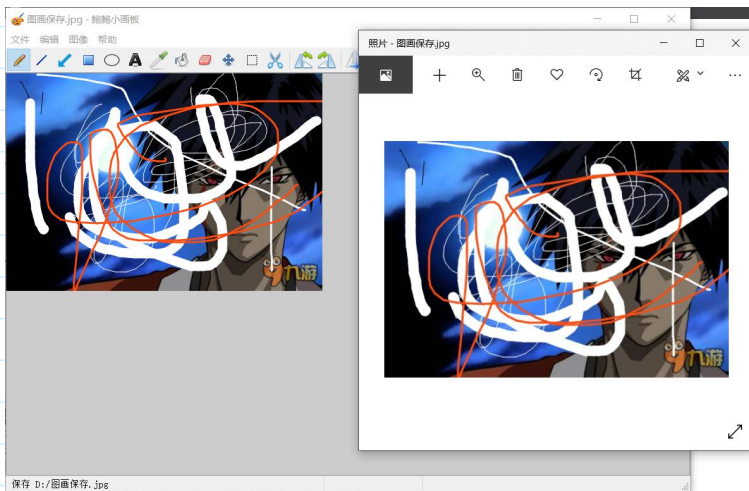 图画保存.jpg - 鲍鲍小画板
文件 编辑 图像 帮助
A
九游
保存 D:/图画保存.jpg
照片 - 图画保存.jpg
九游